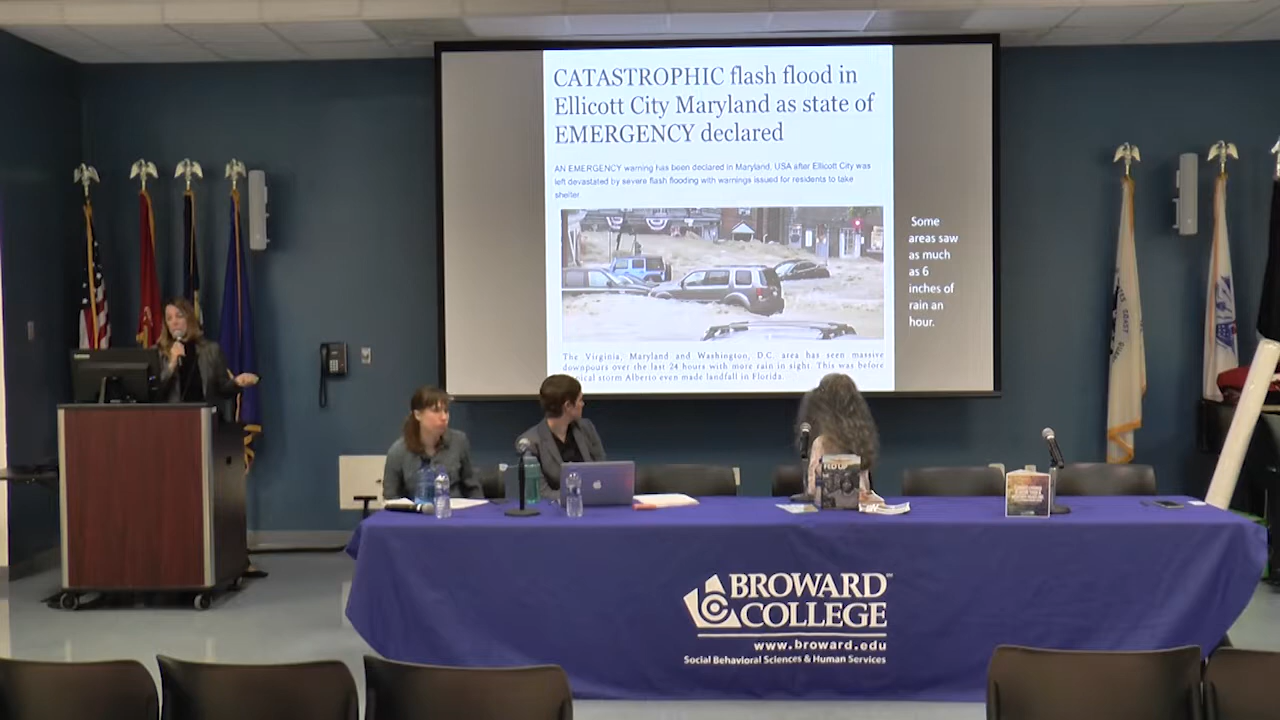 CATASTROPHIC flash flood in
Ellicott City Maryland as state of
EMERGENCY declared
AN EMERGENCY warning has been declared in Maryland, USA after Ellicott City was
left devastated by severe flash flooding with warnings issued for residents to take
shelter
Some
areas saw
as much
as 6
inches of
rain an
hour.
The Virginia, Maryland and Washington, D.C. area has seen massive
downpours over the last 24 hours with more rain in sight. This was before
storm Alberto even made landfall in Florida.
BROWARD
COLLEGE
www.broward.edu
Social Behavioral Sciences & Human Services